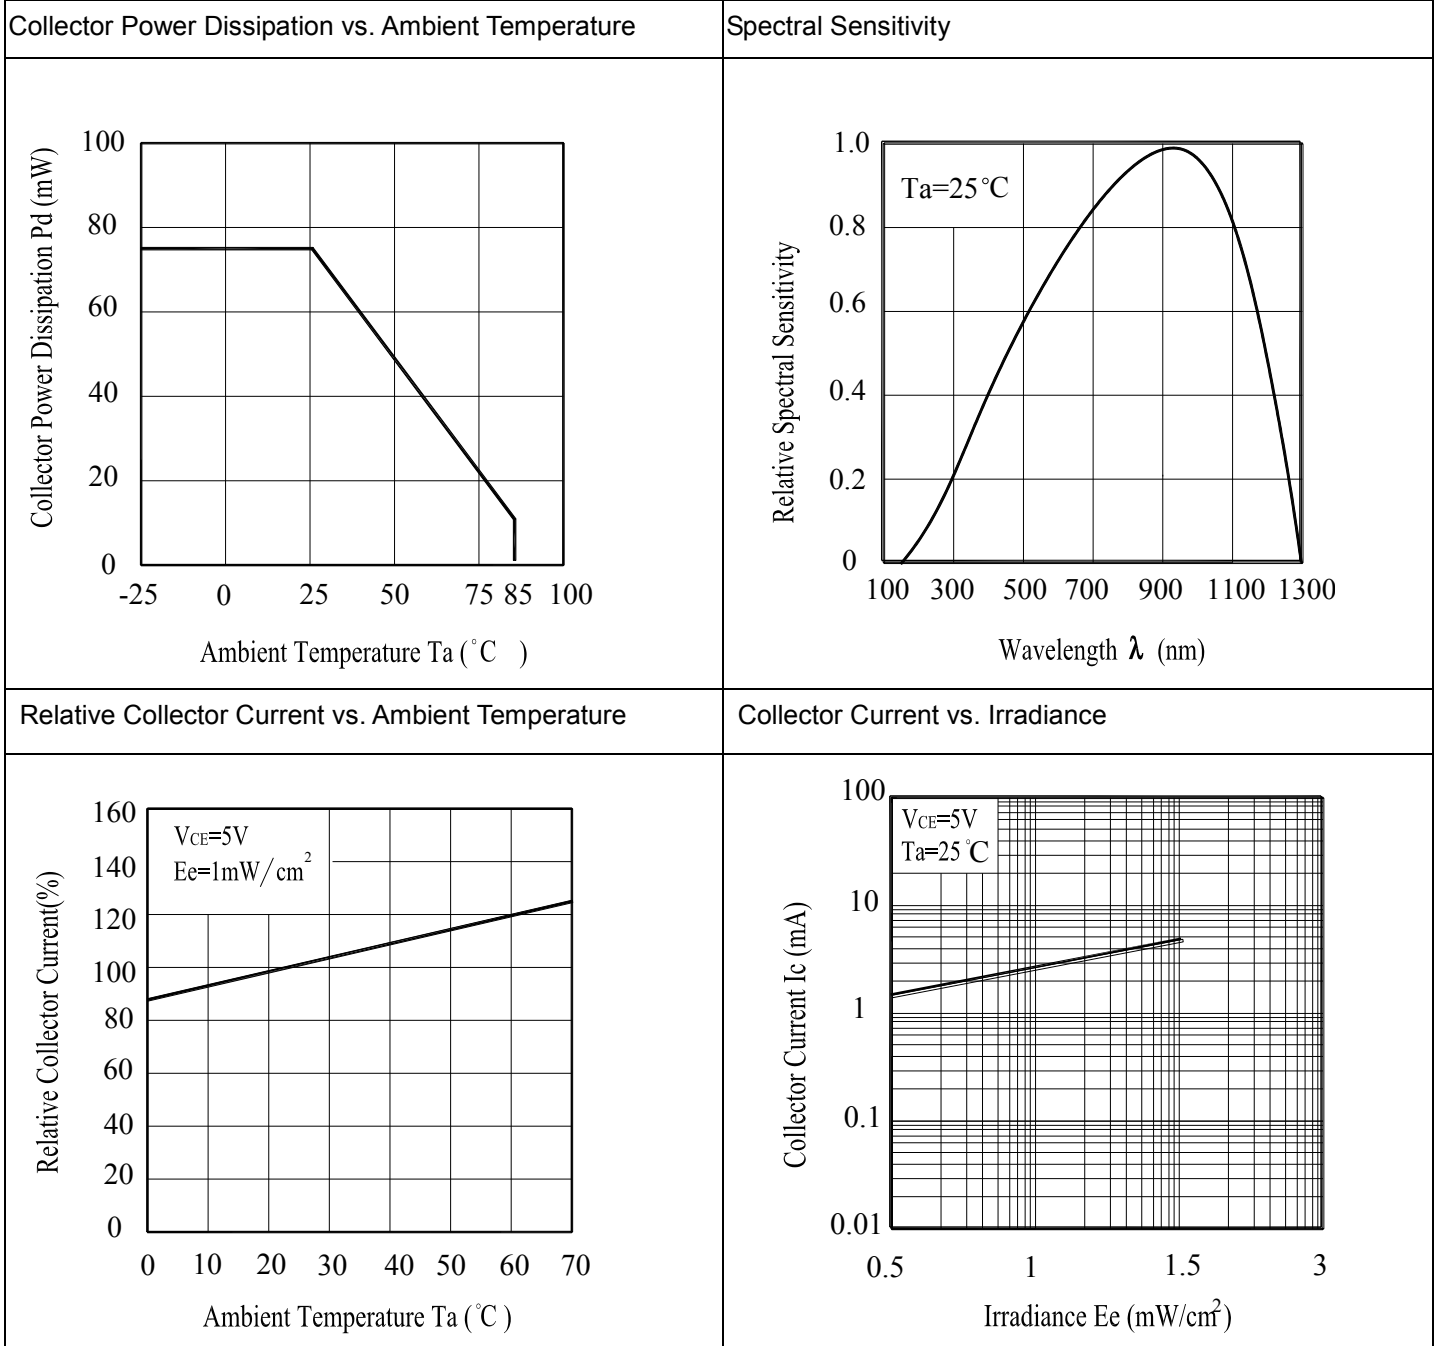 Collector Power Dissipation vs. Ambient Temperature
Spectral Sensitivity
Collector Power Dissipation Pd (mW)
100
80
60
40
20
0
-25 0 25 50 75 85 100
Ambient Temperature Ta ( °C )
Relative Spectral Sensitivity
1.0
0.8
0.6
0.4
0.2
0
Ta=25°C
100 300 500 700 900 1100 1300
Wavelength λ (nm)
Relative Collector Current vs. Ambient Temperature
Collector Current vs. Irradiance
Relative Collector Current(%)
160
140
120
100
80
60
40
20
0
VCE=5V
Ee=1mW/cm²
0 10 20 30 40 50 60 70
Ambient Temperature Ta ( °C )
Collector Current Ic (mA)
100
10
1
0.1
0.01
VCE=5V
Ta=25 °C
0.5 1 1.5 3
Irradiance Ee (mW/cm²)